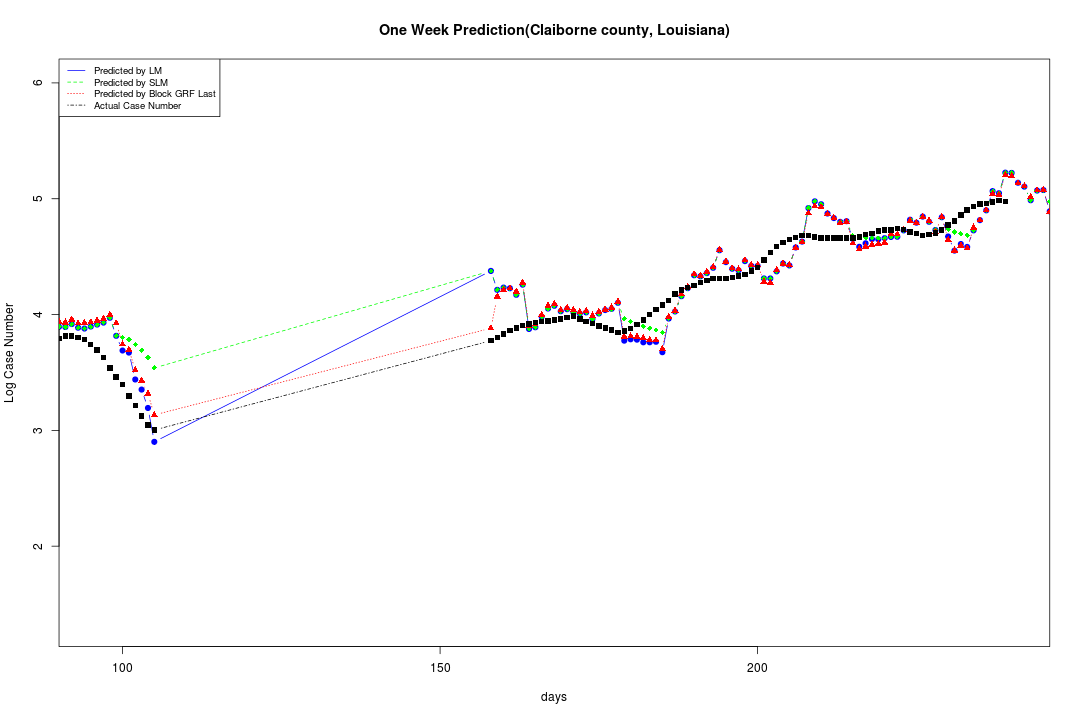 One Week Prediction(Claiborne county, Louisiana)
Predicted by LM
Predicted by SLM
Predicted by Block GRF Last
Actual Case Number
6
5
4
3
2
Log Case Number
100
150
200
days